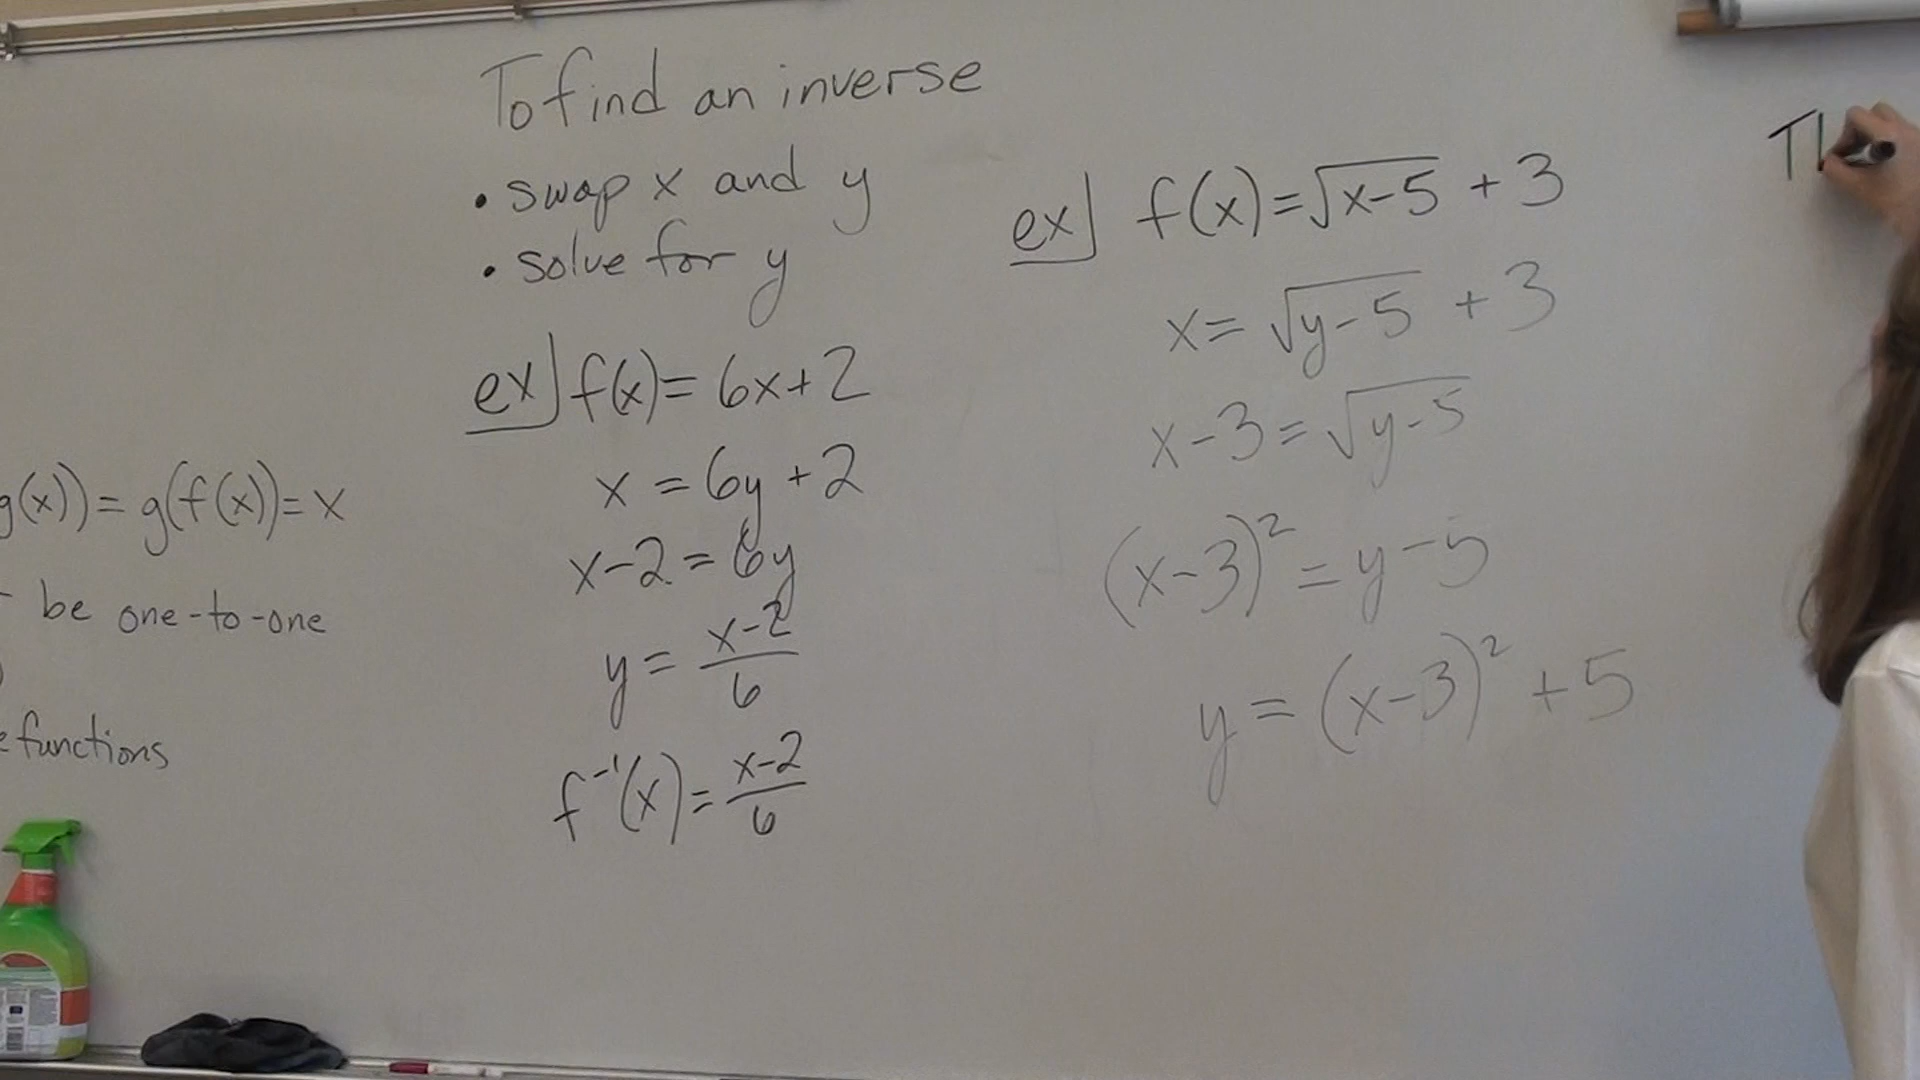 g(x)) = g(f(x)) = x
be one-to-one
functions
To find an inverse
• swap x and y
• solve for y
ex] f(x) = 6x+2
x = 6y+2
x-2 = 6y
y = x-2
6
f⁻¹(x) = x-2
6
ex] f(x) = √x-5 + 3
x = √y-5 + 3
x-3 = √y-5
(x-3)² = y-5
y = (x-3)² + 5